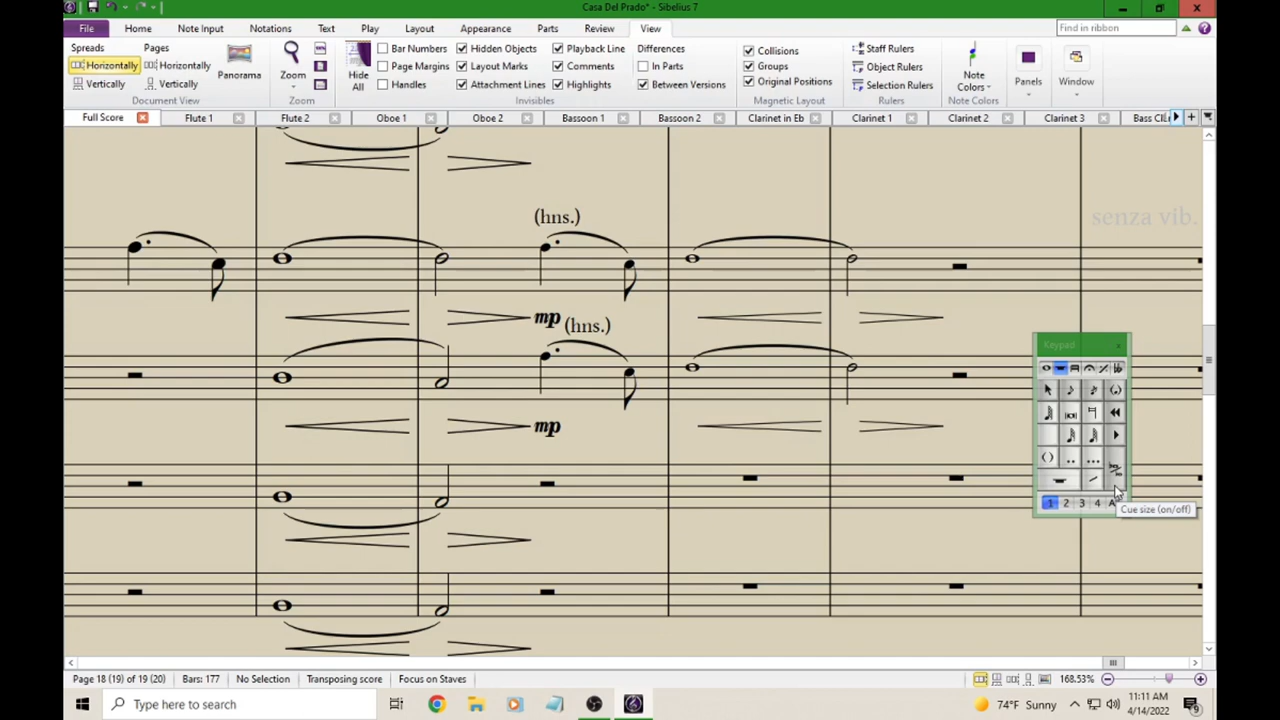 Casa Del Prado* - Sibelius 7
File Home Note Input Notations Text Play Layout Appearance Parts Review View Find in ribbon
Spreads Pages
Horizontally Horizontally
Vertically Vertically
Document View
Panorama
Zoom
Zoom
Hide All
Bar Numbers Hidden Objects Playback Line
Page Margins Layout Marks Comments
Handles Attachment Lines Highlights
Invisibles
Differences
In Parts
Between Versions
Collisions
Groups
Original Positions
Magnetic Layout
Staff Rulers
Object Rulers
Selection Rulers
Rulers
Note Colors
Note Colors
Panels
Window
Full Score Flute 1 Flute 2 Oboe 1 Oboe 2 Bassoon 1 Bassoon 2 Clarinet in Eb Clarinet 1 Clarinet 2 Clarinet 3 Bass Cl
(hns.)
senza vib.
mp
(hns.)
mp
Keypad
1 2 3 4 A
Cue size (on/off)
Page 18 (19) of 19 (20) Bars: 177 No Selection Transposing score Focus on Staves 168.53%
Type here to search
74°F Sunny
11:11 AM
4/14/2022
9